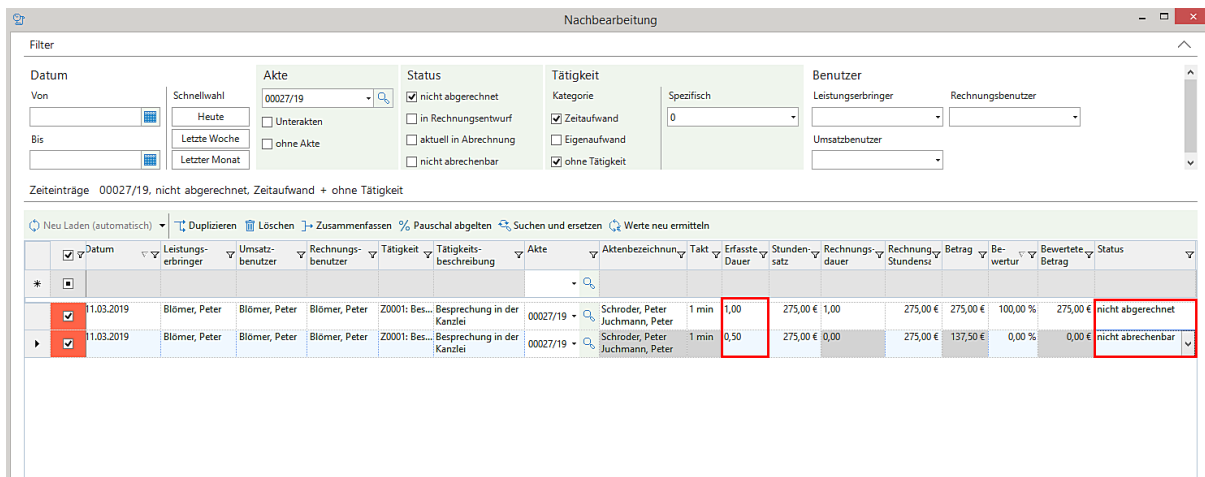 Nachbearbeitung
Filter
Datum
Von
Bis
Schnellwahl
Heute
Letzte Woche
Letzter Monat
Akte
00027/19
Unterakten
ohne Akte
Status
nicht abgerechnet
in Rechnungsentwurf
aktuell in Abrechnung
nicht abrechenbar
Tätigkeit
Kategorie
Zeitaufwand
Eigenaufwand
ohne Tätigkeit
Spezifisch
0
Benutzer
Leistungserbringer
Rechnungsbenutzer
Umsatzbenutzer
Zeiteinträge 00027/19, nicht abgerechnet, Zeitaufwand + ohne Tätigkeit
Neu Laden (automatisch) Duplizieren Löschen Zusammenfassen % Pauschal abgelten Suchen und ersetzen Werte neu ermitteln
Datum Leistungs- Umsatz- Rechnungs- Tätigkeit Tätigkeits- Akte Aktenbezeichnun Takt Erfasste Stunden- Rechnungs- Rechnung Betrag Be- Bewertete Status
erbringer benutzer benutzer beschreibung Dauer satz dauer Stundensa wertur Betrag
11.03.2019 Blömer, Peter Blömer, Peter Blömer, Peter Z0001: Bes... Besprechung in der 00027/19 Schroder, Peter 1 min 1,00 275,00 € 1,00 275,00 € 275,00 € 100,00 % 275,00 € nicht abgerechnet
Kanzlei Juchmann, Peter
11.03.2019 Blömer, Peter Blömer, Peter Blömer, Peter Z0001: Bes... Besprechung in der 00027/19 Schroder, Peter 1 min 0,50 275,00 € 0,00 275,00 € 137,50 € 0,00 % 0,00 € nicht abrechenbar
Kanzlei Juchmann, Peter